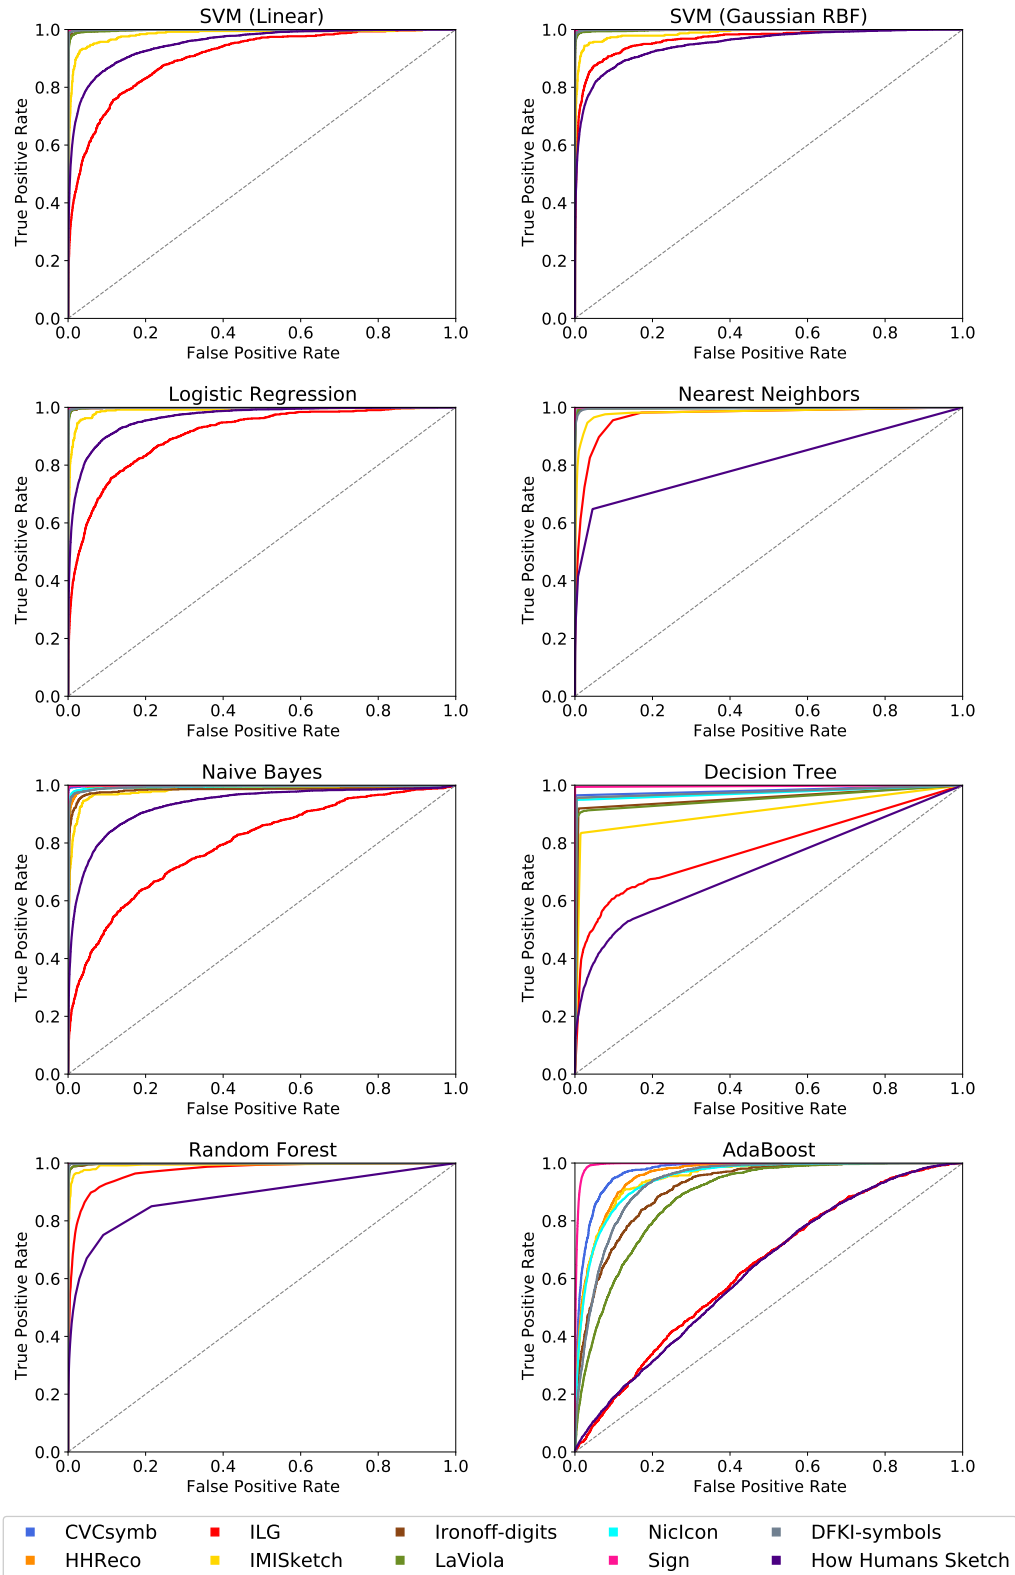 SVM (Linear)
1.0
0.8
0.6
0.4
0.2
0.0
True Positive Rate
0.0 0.2 0.4 0.6 0.8 1.0
False Positive Rate
SVM (Gaussian RBF)
1.0
0.8
0.6
0.4
0.2
0.0
True Positive Rate
0.0 0.2 0.4 0.6 0.8 1.0
False Positive Rate
Logistic Regression
1.0
0.8
0.6
0.4
0.2
0.0
True Positive Rate
0.0 0.2 0.4 0.6 0.8 1.0
False Positive Rate
Nearest Neighbors
1.0
0.8
0.6
0.4
0.2
0.0
True Positive Rate
0.0 0.2 0.4 0.6 0.8 1.0
False Positive Rate
Naive Bayes
1.0
0.8
0.6
0.4
0.2
0.0
True Positive Rate
0.0 0.2 0.4 0.6 0.8 1.0
False Positive Rate
Decision Tree
1.0
0.8
0.6
0.4
0.2
0.0
True Positive Rate
0.0 0.2 0.4 0.6 0.8 1.0
False Positive Rate
Random Forest
1.0
0.8
0.6
0.4
0.2
0.0
True Positive Rate
0.0 0.2 0.4 0.6 0.8 1.0
False Positive Rate
AdaBoost
1.0
0.8
0.6
0.4
0.2
0.0
True Positive Rate
0.0 0.2 0.4 0.6 0.8 1.0
False Positive Rate
CVCsymb ILG Ironoff-digits NicIcon DFKI-symbols
HHReco IMISketch LaViola Sign How Humans Sketch